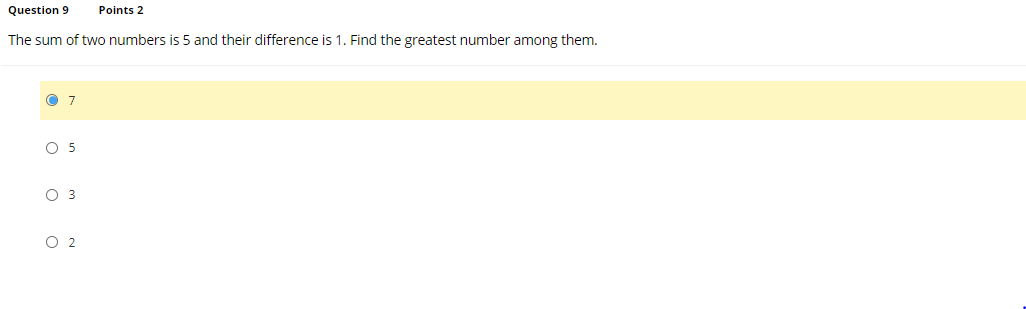 Question 9 Points 2
The sum of two numbers is 5 and their difference is 1. Find the greatest number among them.
7
5
3
2